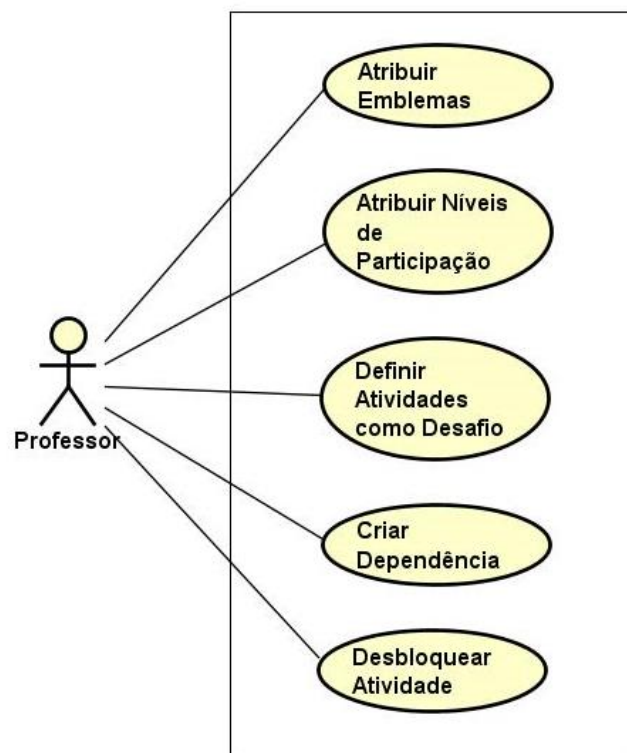 Atribuir
Emblemas
Atribuir Níveis
de
Participação
Definir
Atividades
como Desafio
Professor
Criar
Dependência
Desbloquear
Atividade